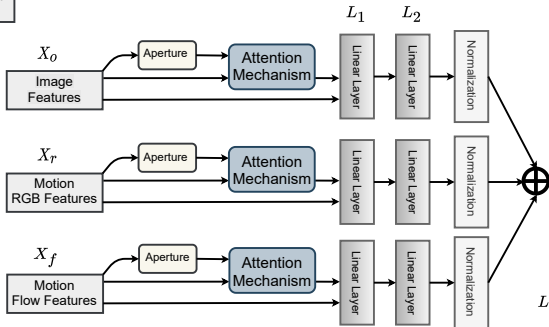 L₁ L₂
Xₒ
Aperture
Attention
Mechanism
Image
Features
Linear Layer
Linear Layer
Normalization
Xᵣ
Aperture
Attention
Mechanism
Motion
RGB Features
Linear Layer
Linear Layer
Normalization
X_f
Aperture
Attention
Mechanism
Motion
Flow Features
Linear Layer
Linear Layer
Normalization
L